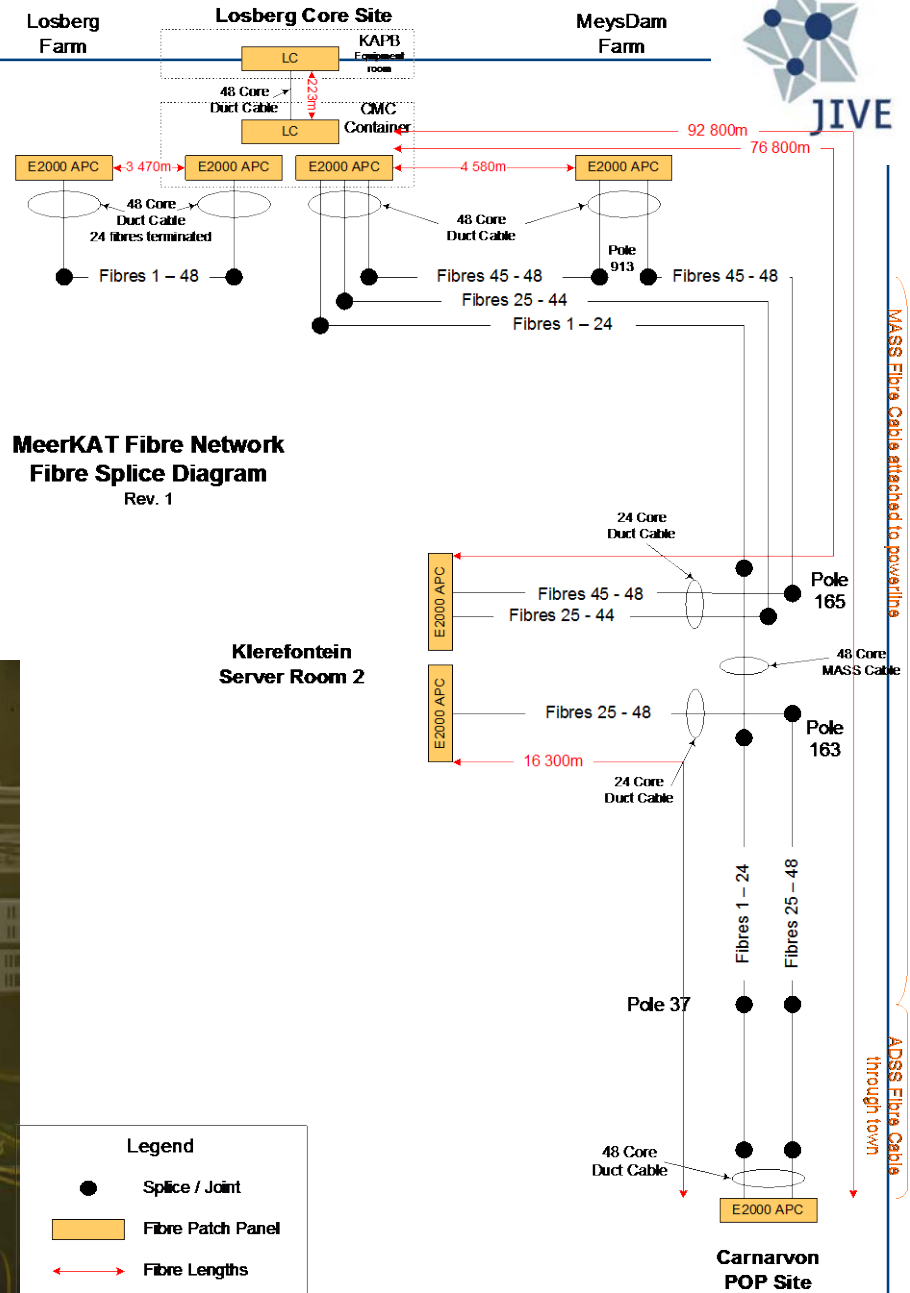 Losberg
Farm
Losberg Core Site
MeysDam
Farm
JIVE
KAPB
Equipment
room
LC
48 Core
Duct Cable
223m
CMC
Container
LC
92 800m
76 800m
E2000 APC
3 470m
E2000 APC
E2000 APC
4 580m
E2000 APC
48 Core
Duct Cable
24 fibres terminated
48 Core
Duct Cable
Pole
913
Fibres 1 – 48
Fibres 45 - 48
Fibres 45 - 48
Fibres 25 - 44
Fibres 1 – 24
MASS Fibre Cable attached to powerline
MeerKAT Fibre Network
Fibre Splice Diagram
Rev. 1
24 Core
Duct Cable
E2000 APC
Fibres 45 - 48
Fibres 25 - 44
Pole
165
Klerefontein
Server Room 2
48 Core
MASS Cable
E2000 APC
Fibres 25 - 48
Pole
163
16 300m
24 Core
Duct Cable
Fibres 1 – 24
Fibres 25 – 48
Pole 37
ADSS Fibre Cable
through town
48 Core
Duct Cable
E2000 APC
Carnarvon
POP Site
Legend
Splice / Joint
Fibre Patch Panel
Fibre Lengths